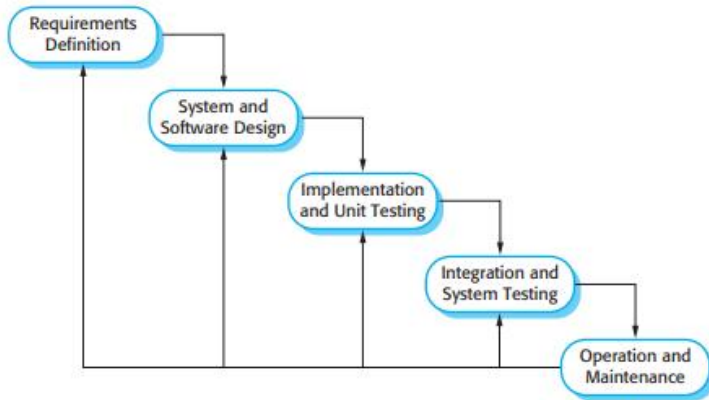 Requirements
Definition
System and
Software Design
Implementation
and Unit Testing
Integration and
System Testing
Operation and
Maintenance